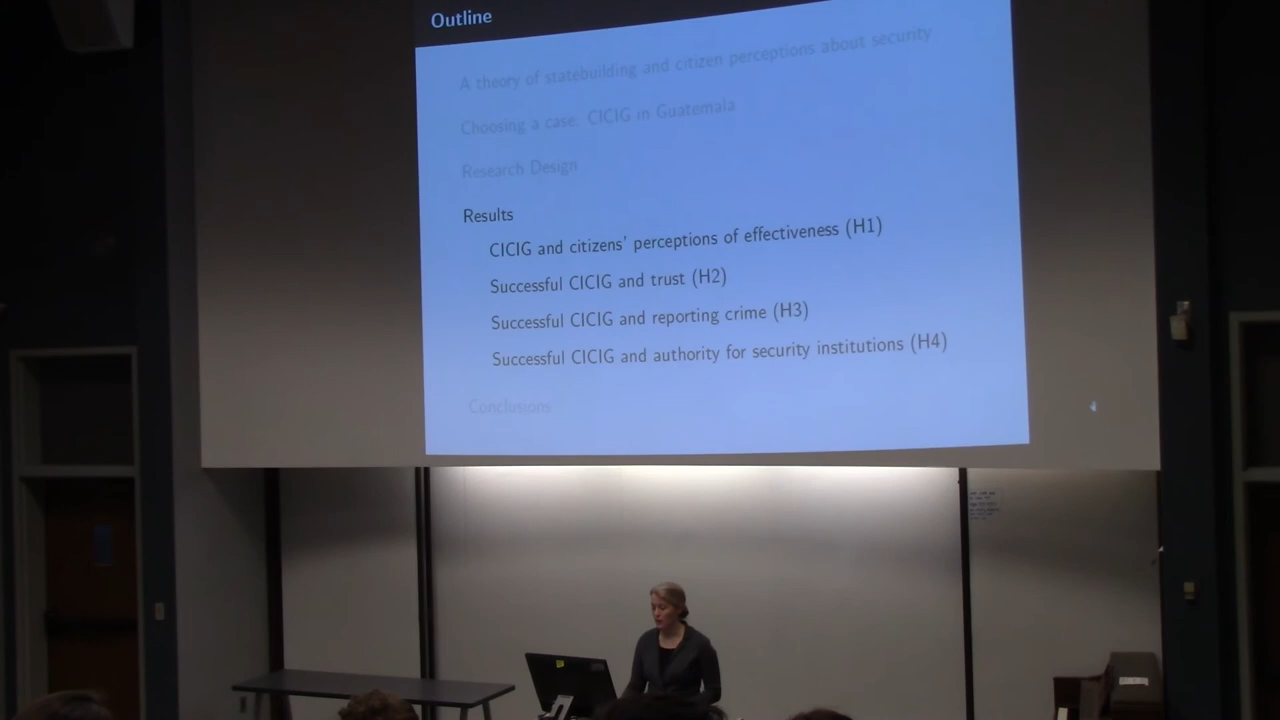 Outline
A theory of statebuilding and citizen perceptions about security
Choosing a case: CICIG in Guatemala
Research Design
Results
CICIG and citizens' perceptions of effectiveness (H1)
Successful CICIG and trust (H2)
Successful CICIG and reporting crime (H3)
Successful CICIG and authority for security institutions (H4)
Conclusions